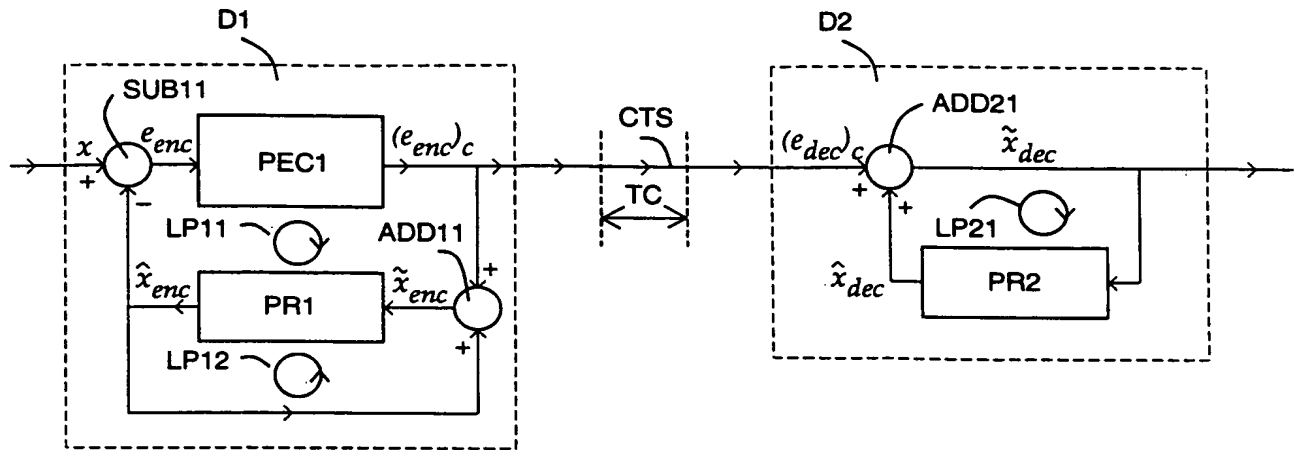 D1
D2
SUB11
ADD21
x
e_enc
PEC1
(e_enc)_c
CTS
(e_dec)_c
x̃_dec
+
−
+
+
TC
LP11
ADD11
LP21
+
x̂_enc
PR1
x̃_enc
x̂_dec
PR2
+
LP12